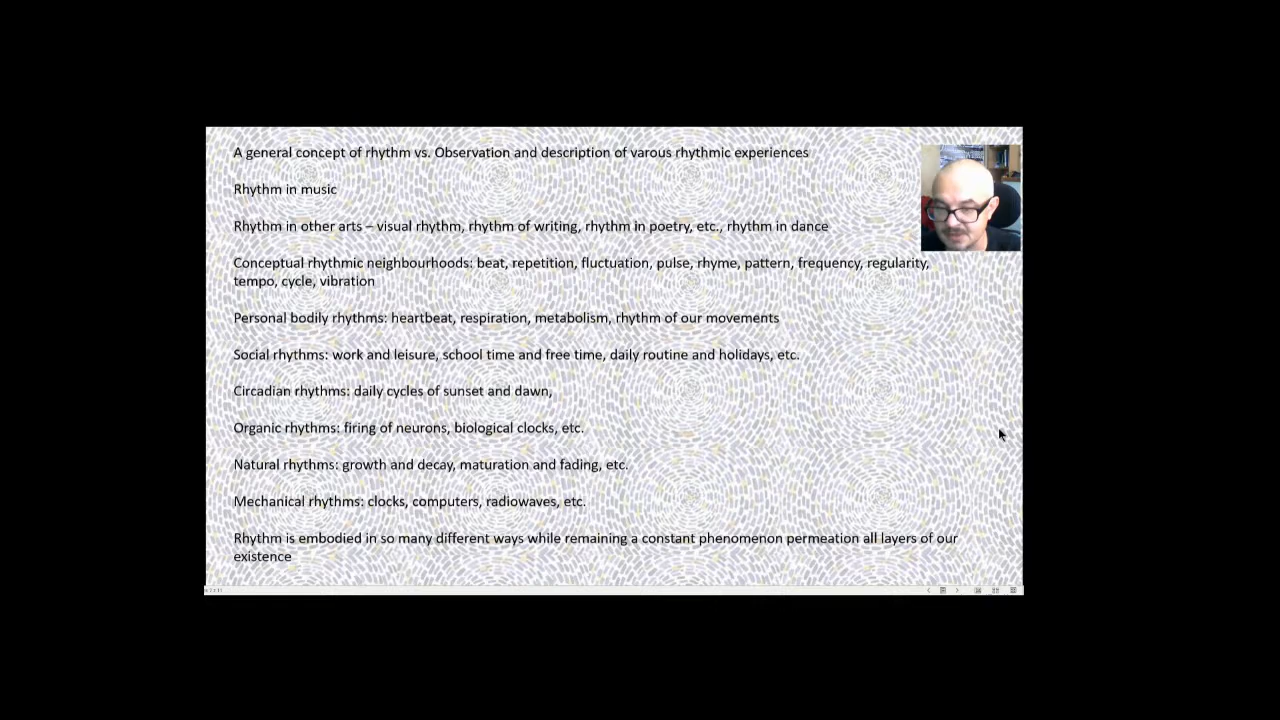 A general concept of rhythm vs. Observation and description of varous rhythmic experiences
Rhythm in music
Rhythm in other arts – visual rhythm, rhythm of writing, rhythm in poetry, etc., rhythm in dance
Conceptual rhythmic neighbourhoods: beat, repetition, fluctuation, pulse, rhyme, pattern, frequency, regularity,
tempo, cycle, vibration
Personal bodily rhythms: heartbeat, respiration, metabolism, rhythm of our movements
Social rhythms: work and leisure, school time and free time, daily routine and holidays, etc.
Circadian rhythms: daily cycles of sunset and dawn,
Organic rhythms: firing of neurons, biological clocks, etc.
Natural rhythms: growth and decay, maturation and fading, etc.
Mechanical rhythms: clocks, computers, radiowaves, etc.
Rhythm is embodied in so many different ways while remaining a constant phenomenon permeation all layers of our
existence